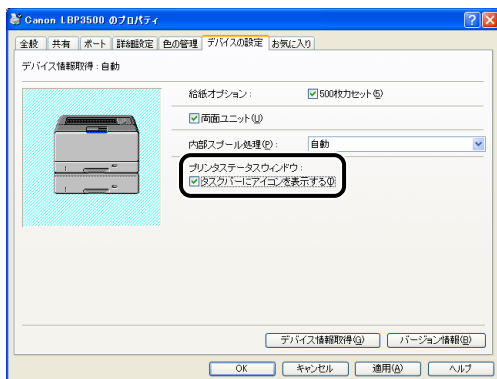 Canon LBP3500 のプロパティ
全般 共有 ポート 詳細設定 色の管理 デバイスの設定 お気に入り
デバイス情報取得：自動
給紙オプション： 500枚カセット(5)
両面ユニット(U)
内部スプール処理(P)： 自動
プリンタステータスウィンドウ：
タスクバーにアイコンを表示する(I)
デバイス情報取得(G) バージョン情報(B)
OK キャンセル 適用(A) ヘルプ